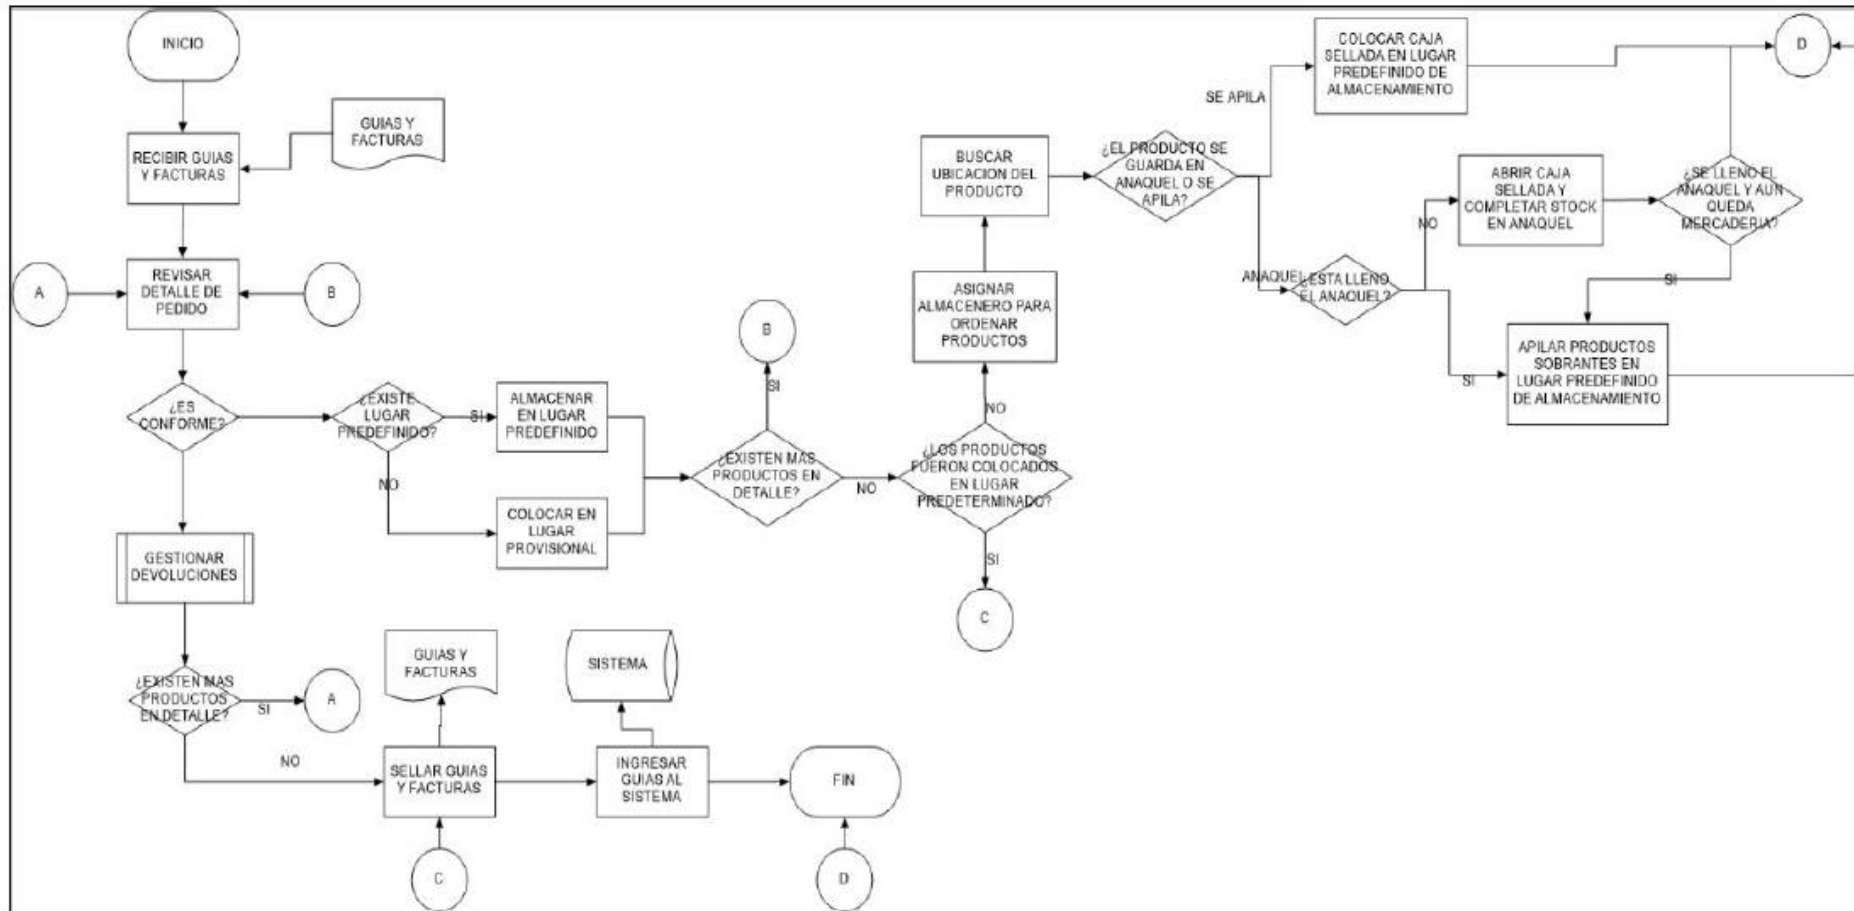 INICIO
GUIAS Y
FACTURAS
RECIBIR GUIAS
Y FACTURAS
A
REVISAR
DETALLE DE
PEDIDO
B
¿ES
CONFORME?
¿EXISTE
LUGAR
PREDEFINIDO?
SI
ALMACENAR
EN LUGAR
PREDEFINIDO
NO
COLOCAR EN
LUGAR
PROVISIONAL
GESTIONAR
DEVOLUCIONES
¿EXISTEN MAS
PRODUCTOS
EN DETALLE?
SI
A
NO
GUIAS Y
FACTURAS
SELLAR GUIAS
Y FACTURAS
C
SISTEMA
INGRESAR
GUIAS AL
SISTEMA
FIN
D
B
SI
¿EXISTEN MAS
PRODUCTOS EN
DETALLE?
NO
¿LOS PRODUCTOS
FUERON COLOCADOS
EN LUGAR
PREDETERMINADO?
SI
C
NO
ASIGNAR
ALMACENERO PARA
ORDENAR
PRODUCTOS
BUSCAR
UBICACION DEL
PRODUCTO
¿EL PRODUCTO SE
GUARDA EN
ANAQUEL O SE
APILA?
SE APILA
COLOCAR CAJA
SELLADA EN LUGAR
PREDEFINIDO DE
ALMACENAMIENTO
D
ANAQUEL
¿ESTA LLENO
EL ANAQUEL?
NO
ABRIR CAJA
SELLADA Y
COMPLETAR STOCK
EN ANAQUEL
¿SE LLENO EL
ANAQUEL Y AUN
QUEDA
MERCADERIA?
SI
SI
APILAR PRODUCTOS
SOBRANTES EN
LUGAR PREDEFINIDO
DE ALMACENAMIENTO